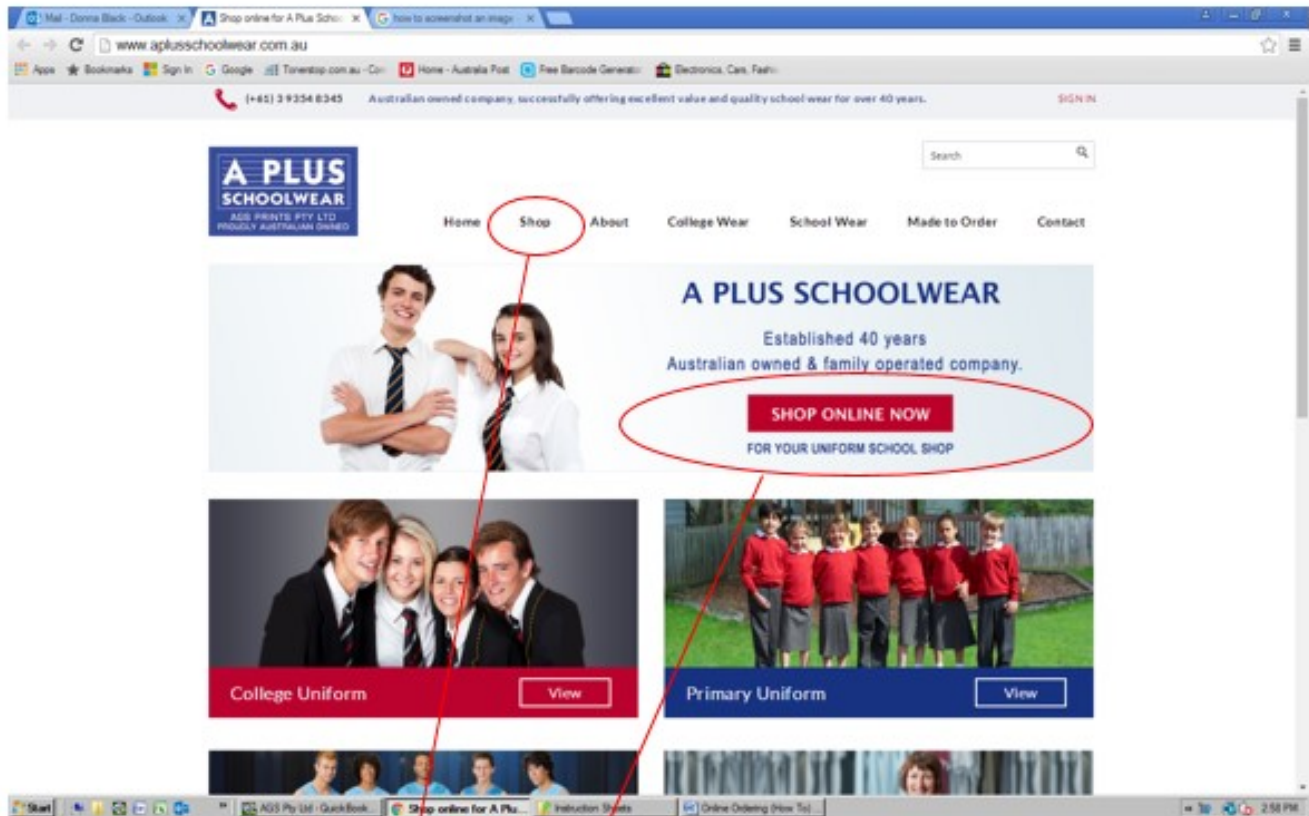 Mail - Donna Black - Outlook
Shop online for A Plus Schoo
how to screenshot an image
www.aplusschoolwear.com.au
Apps
Bookmarks
Sign In
Google
Tonerstop.com.au - Con
Home - Australia Post
Free Barcode Generator
Electronics, Cars, Fashi
(+61) 3 9354 8345
Australian owned company, successfully offering excellent value and quality school wear for over 40 years.
SIGN IN
A PLUS
SCHOOLWEAR
AGS PRINTS PTY LTD
PROUDLY AUSTRALIAN OWNED
Search
Home
Shop
About
College Wear
School Wear
Made to Order
Contact
A PLUS SCHOOLWEAR
Established 40 years
Australian owned & family operated company.
SHOP ONLINE NOW
FOR YOUR UNIFORM SCHOOL SHOP
College Uniform
View
Primary Uniform
View
Start
AGS Pty Ltd - QuickBook...
Shop online for A Plu...
Instruction Sheets
Online Ordering (How To)...
2:58 PM